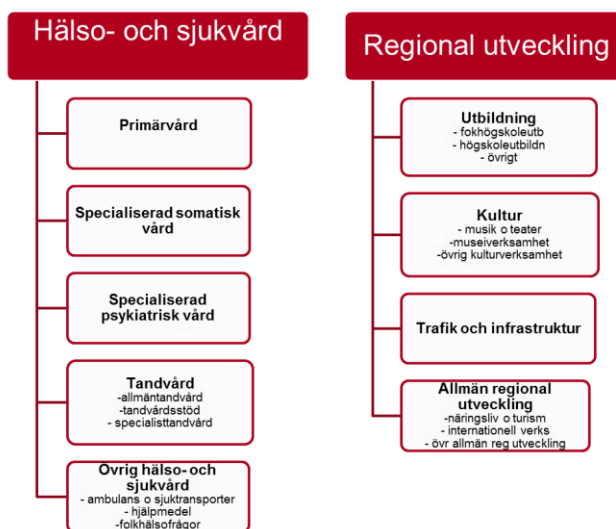 Hälso- och sjukvård
Primärvård
Specialiserad somatisk
vård
Specialiserad
psykiatrisk vård
Tandvård
-allmäntandvård
-tandvårdsstöd
- specialisttandvård
Övrig hälso- och
sjukvård
- ambulans o sjuktransporter
- hjälpmedel
-folkhälsofrågor
Regional utveckling
Utbildning
- fokhögskoleutb
- högskoleutbildn
- övrigt
Kultur
- musik o teater
-museiverksamhet
-övrig kulturverksamhet
Trafik och infrastruktur
Allmän regional
utveckling
-näringsliv o turism
- internationell verks
- övr allmän reg utveckling